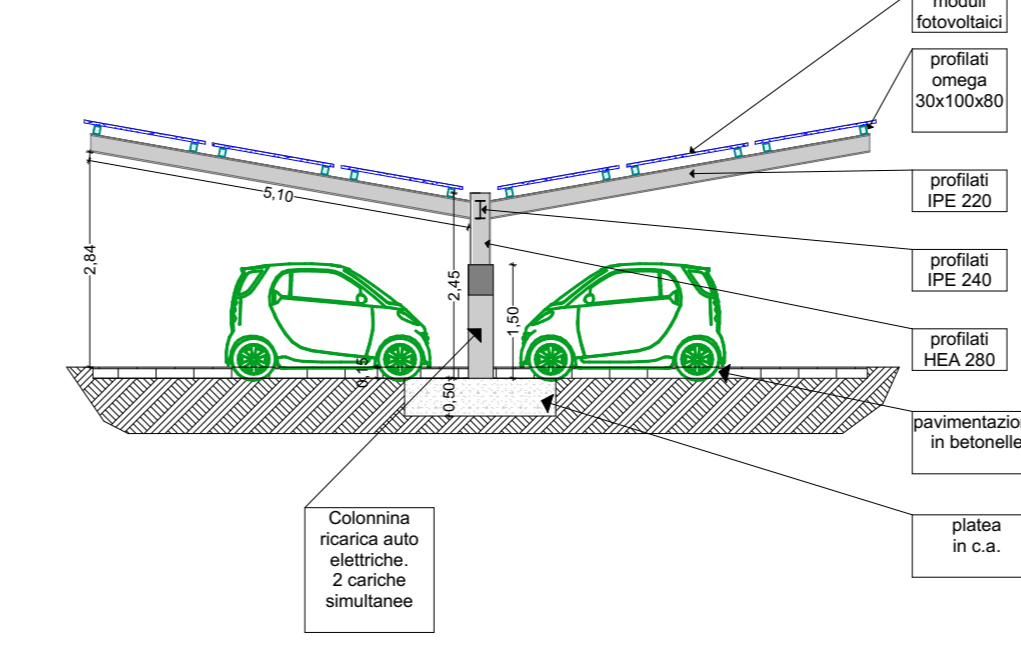 moduli
fotovoltaici
profilati
omega
30x100x80
profilati
IPE 220
profilati
IPE 240
profilati
HEA 280
pavimentazion
in betonelle
platea
in c.a.
Colonnina
ricarica auto
elettriche.
2 cariche
simultanee
5,10
2,84
2,45
1,50
0,15
0,50